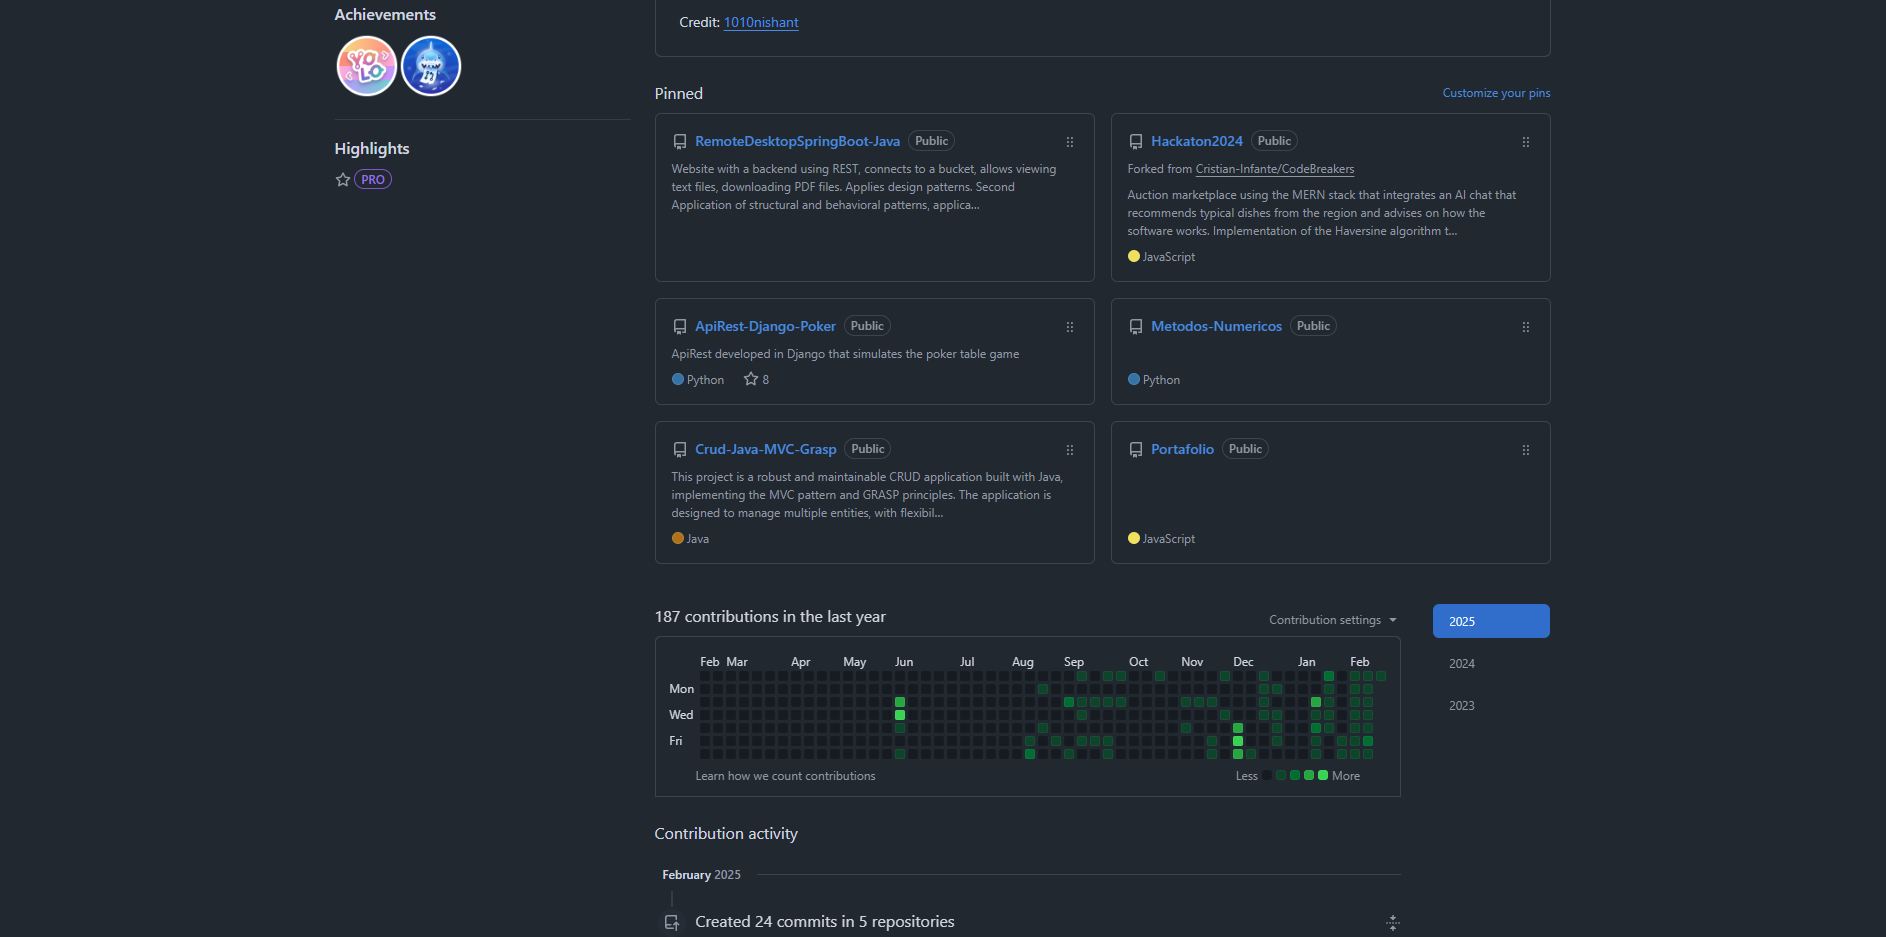 Achievements
YOLO
Highlights
PRO
Credit: 1010nishant
Pinned
Customize your pins
RemoteDesktopSpringBoot-Java Public
Website with a backend using REST, connects to a bucket, allows viewing
text files, downloading PDF files. Applies design patterns. Second
Application of structural and behavioral patterns, applica...
Hackaton2024 Public
Forked from Cristian-Infante/CodeBreakers
Auction marketplace using the MERN stack that integrates an AI chat that
recommends typical dishes from the region and advises on how the
software works. Implementation of the Haversine algorithm t...
JavaScript
ApiRest-Django-Poker Public
ApiRest developed in Django that simulates the poker table game
Python 8
Metodos-Numericos Public
Python
Crud-Java-MVC-Grasp Public
This project is a robust and maintainable CRUD application built with Java,
implementing the MVC pattern and GRASP principles. The application is
designed to manage multiple entities, with flexibil...
Java
Portafolio Public
JavaScript
187 contributions in the last year
Contribution settings
2025
2024
2023
Feb Mar Apr May Jun Jul Aug Sep Oct Nov Dec Jan Feb
Mon
Wed
Fri
Learn how we count contributions
Less More
Contribution activity
February 2025
Created 24 commits in 5 repositories